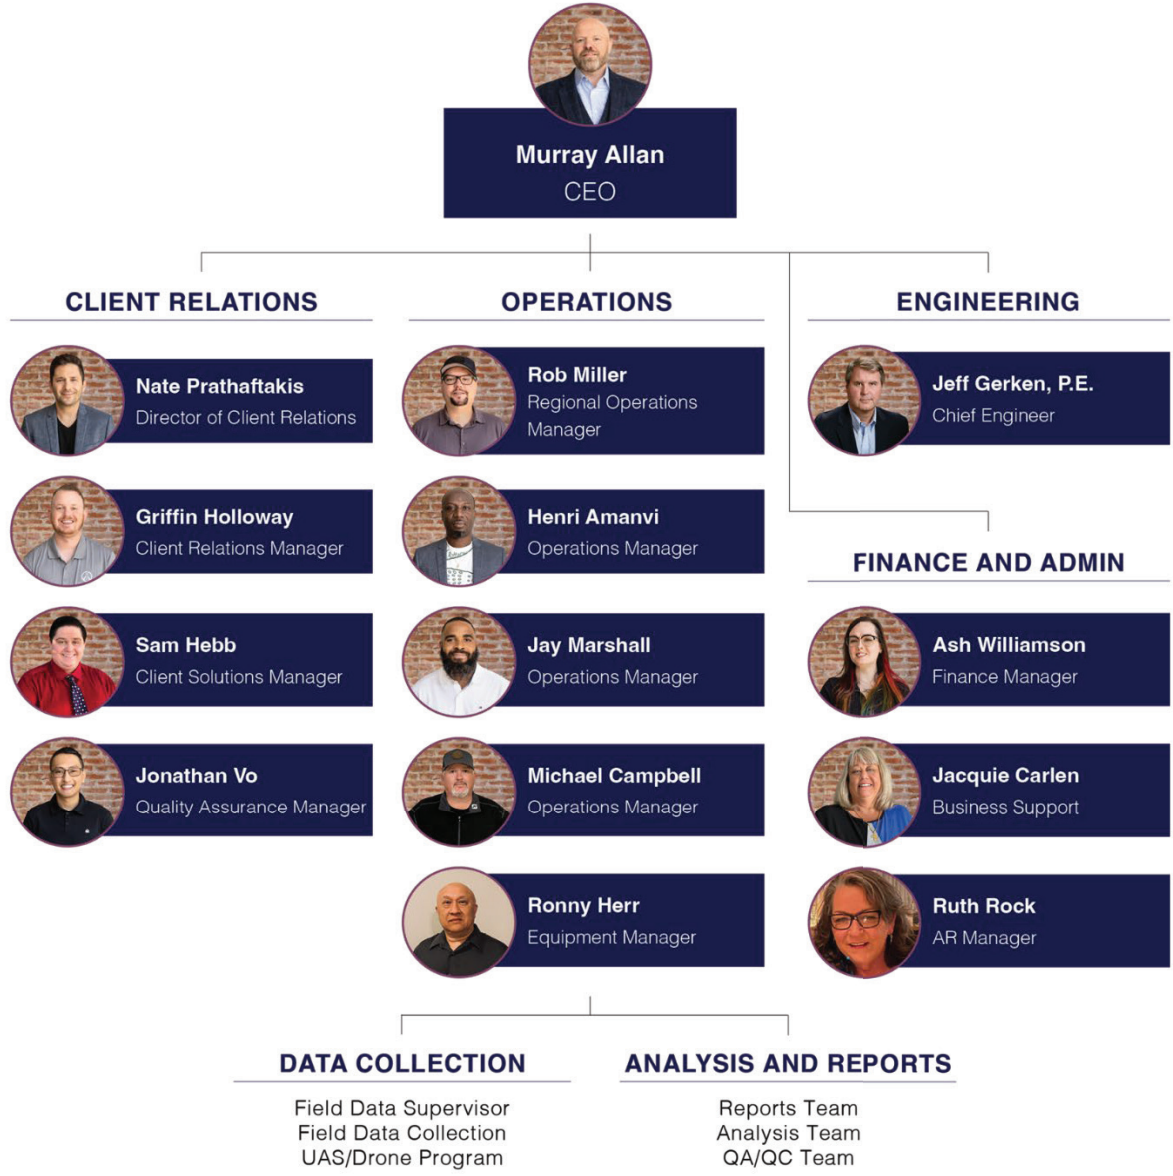 Murray Allan
CEO
CLIENT RELATIONS
Nate Prathaftakis
Director of Client Relations
Griffin Holloway
Client Relations Manager
Sam Hebb
Client Solutions Manager
Jonathan Vo
Quality Assurance Manager
OPERATIONS
Rob Miller
Regional Operations
Manager
Henri Amanvi
Operations Manager
Jay Marshall
Operations Manager
Michael Campbell
Operations Manager
Ronny Herr
Equipment Manager
ENGINEERING
Jeff Gerken, P.E.
Chief Engineer
FINANCE AND ADMIN
Ash Williamson
Finance Manager
Jacquie Carlen
Business Support
Ruth Rock
AR Manager
DATA COLLECTION
Field Data Supervisor
Field Data Collection
UAS/Drone Program
ANALYSIS AND REPORTS
Reports Team
Analysis Team
QA/QC Team